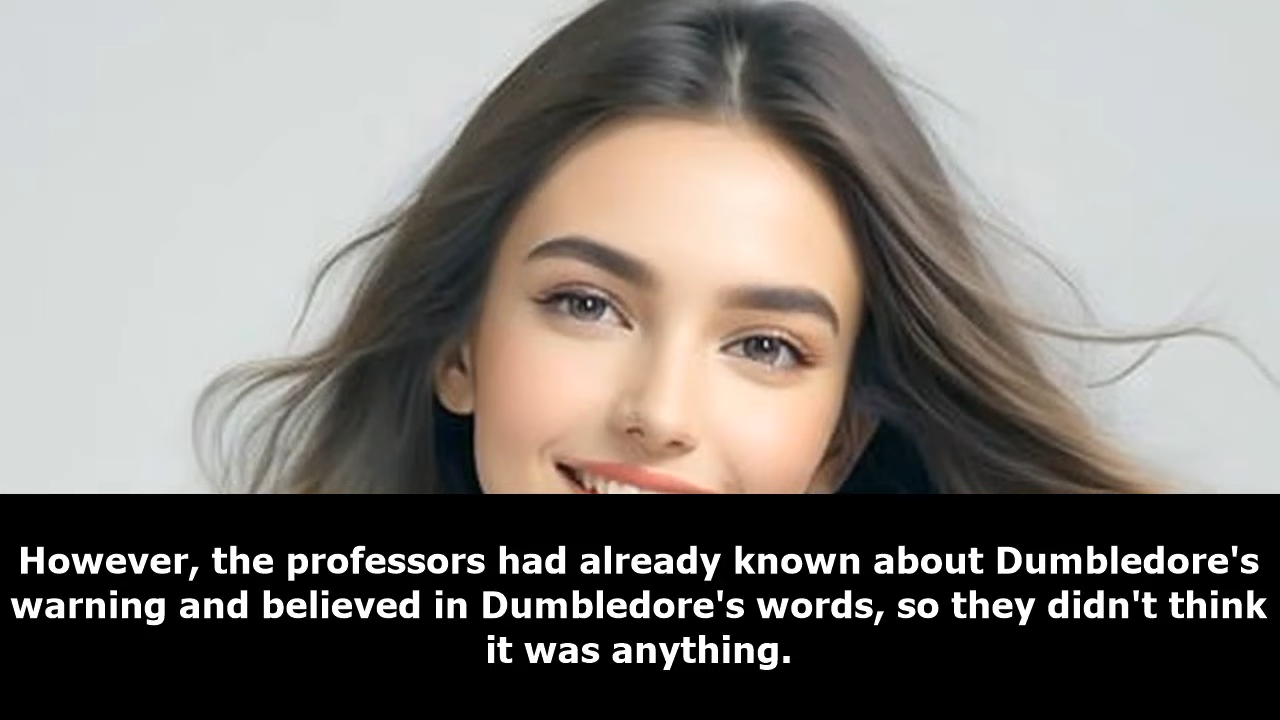 However, the professors had already known about Dumbledore's
warning and believed in Dumbledore's words, so they didn't think
it was anything.